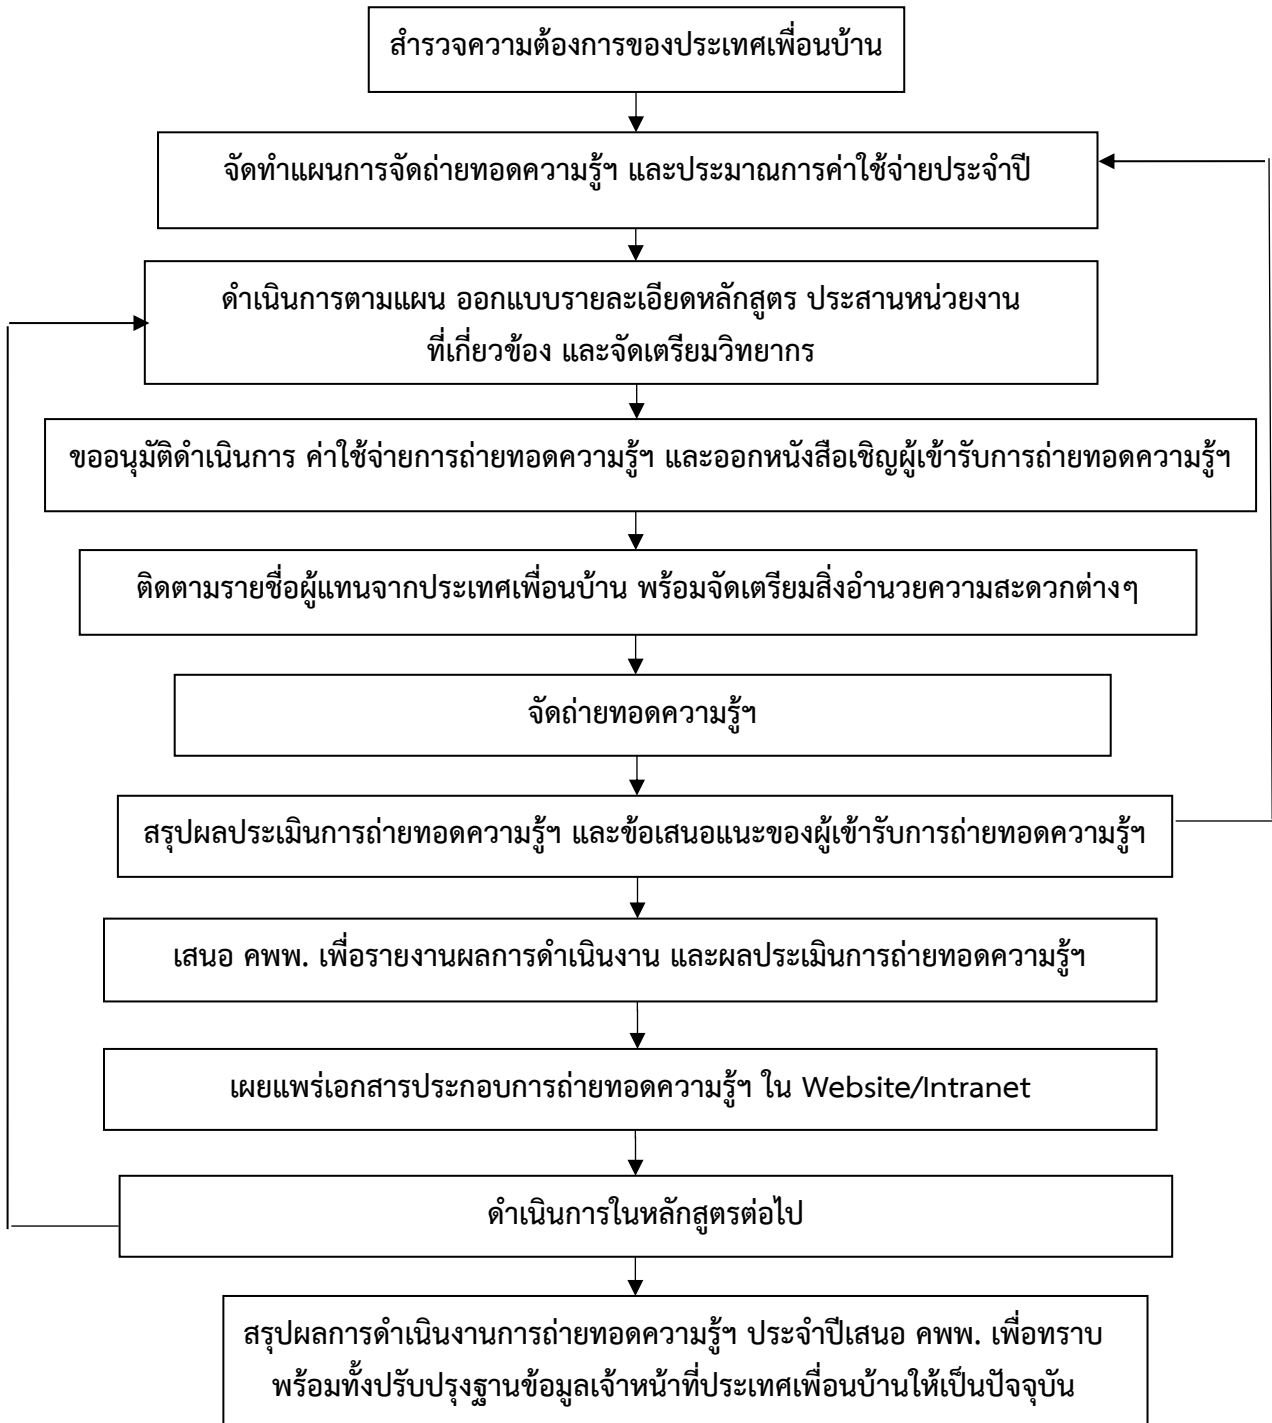 สำรวจความต้องการของประเทศเพื่อนบ้าน
จัดทำแผนการจัดถ่ายทอดความรู้ฯ และประมาณการค่าใช้จ่ายประจำปี
ดำเนินการตามแผน ออกแบบรายละเอียดหลักสูตร ประสานหน่วยงาน
ที่เกี่ยวข้อง และจัดเตรียมวิทยากร
ขออนุมัติดำเนินการ ค่าใช้จ่ายการถ่ายทอดความรู้ฯ และออกหนังสือเชิญผู้เข้ารับการถ่ายทอดความรู้ฯ
ติดตามรายชื่อผู้แทนจากประเทศเพื่อนบ้าน พร้อมจัดเตรียมสิ่งอำนวยความสะดวกต่างๆ
จัดถ่ายทอดความรู้ฯ
สรุปผลประเมินการถ่ายทอดความรู้ฯ และข้อเสนอแนะของผู้เข้ารับการถ่ายทอดความรู้ฯ
เสนอ คพพ. เพื่อรายงานผลการดำเนินงาน และผลประเมินการถ่ายทอดความรู้ฯ
เผยแพร่เอกสารประกอบการถ่ายทอดความรู้ฯ ใน Website/Intranet
ดำเนินการในหลักสูตรต่อไป
สรุปผลการดำเนินงานการถ่ายทอดความรู้ฯ ประจำปีเสนอ คพพ. เพื่อทราบ
พร้อมทั้งปรับปรุงฐานข้อมูลเจ้าหน้าที่ประเทศเพื่อนบ้านให้เป็นปัจจุบัน